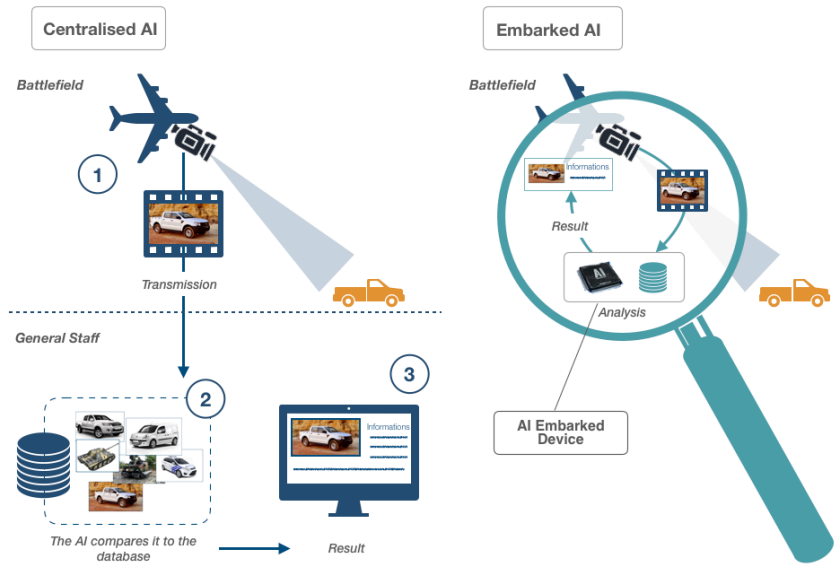 Centralised AI
Battlefield
1
Transmission
General Staff
2
The AI compares it to the
database
3
Informations
Result
Embarked AI
Battlefield
Informations
Result
AI
Analysis
AI Embarked
Device